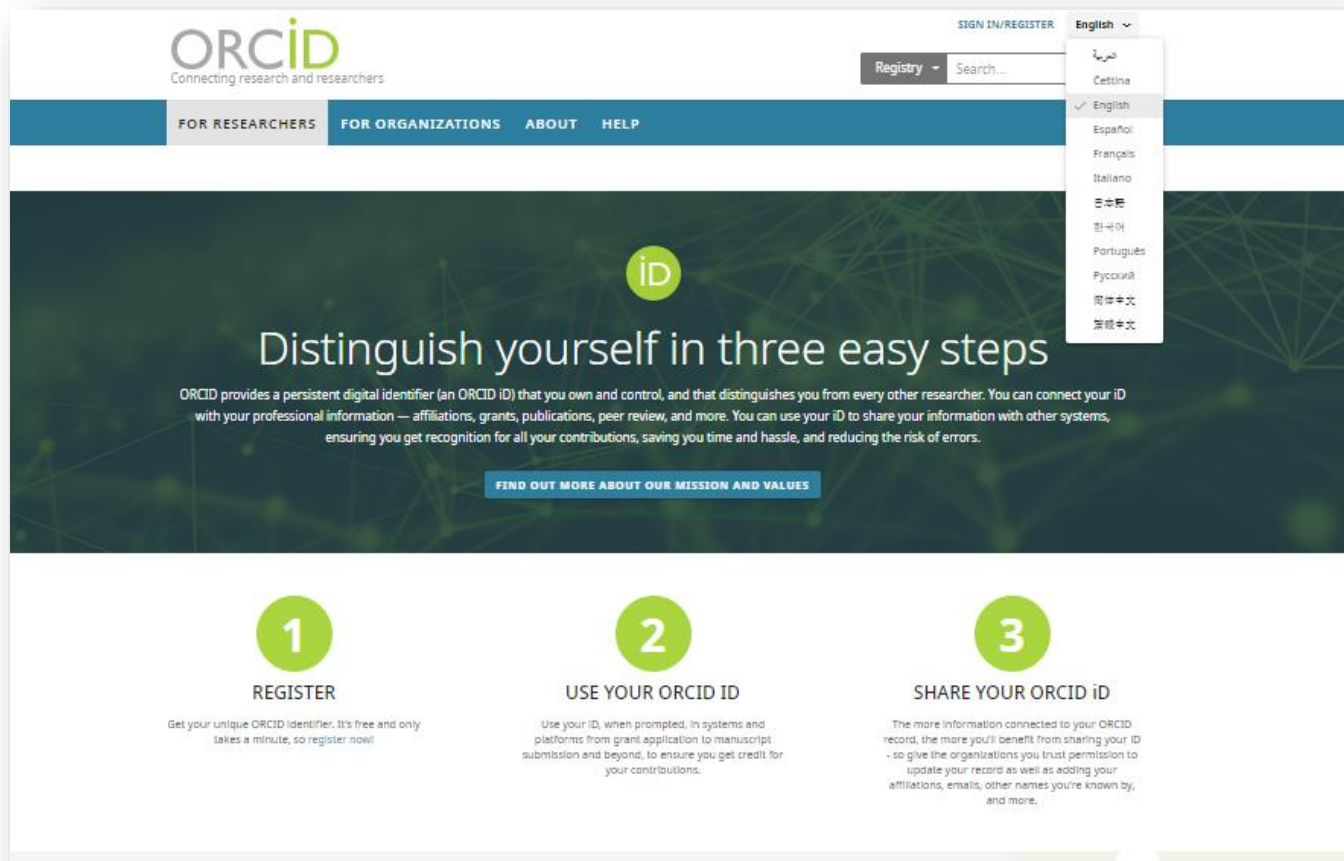 ORCiD
Connecting research and researchers
SIGN IN/REGISTER
English
Registry
Search...
العربية
Čeština
English
Español
Français
Italiano
日本語
한국어
Português
Русский
简体中文
繁體中文
FOR RESEARCHERS
FOR ORGANIZATIONS
ABOUT
HELP
iD
Distinguish yourself in three easy steps
ORCID provides a persistent digital identifier (an ORCID iD) that you own and control, and that distinguishes you from every other researcher. You can connect your iD
with your professional information — affiliations, grants, publications, peer review, and more. You can use your iD to share your information with other systems,
ensuring you get recognition for all your contributions, saving you time and hassle, and reducing the risk of errors.
FIND OUT MORE ABOUT OUR MISSION AND VALUES
1
REGISTER
Get your unique ORCID identifier. It's free and only
takes a minute, so register now!
2
USE YOUR ORCID ID
Use your iD, when prompted, in systems and
platforms from grant application to manuscript
submission and beyond, to ensure you get credit for
your contributions.
3
SHARE YOUR ORCID iD
The more information connected to your ORCID
record, the more you'll benefit from sharing your iD
- so give the organizations you trust permission to
update your record as well as adding your
affiliations, emails, other names you're known by,
and more.